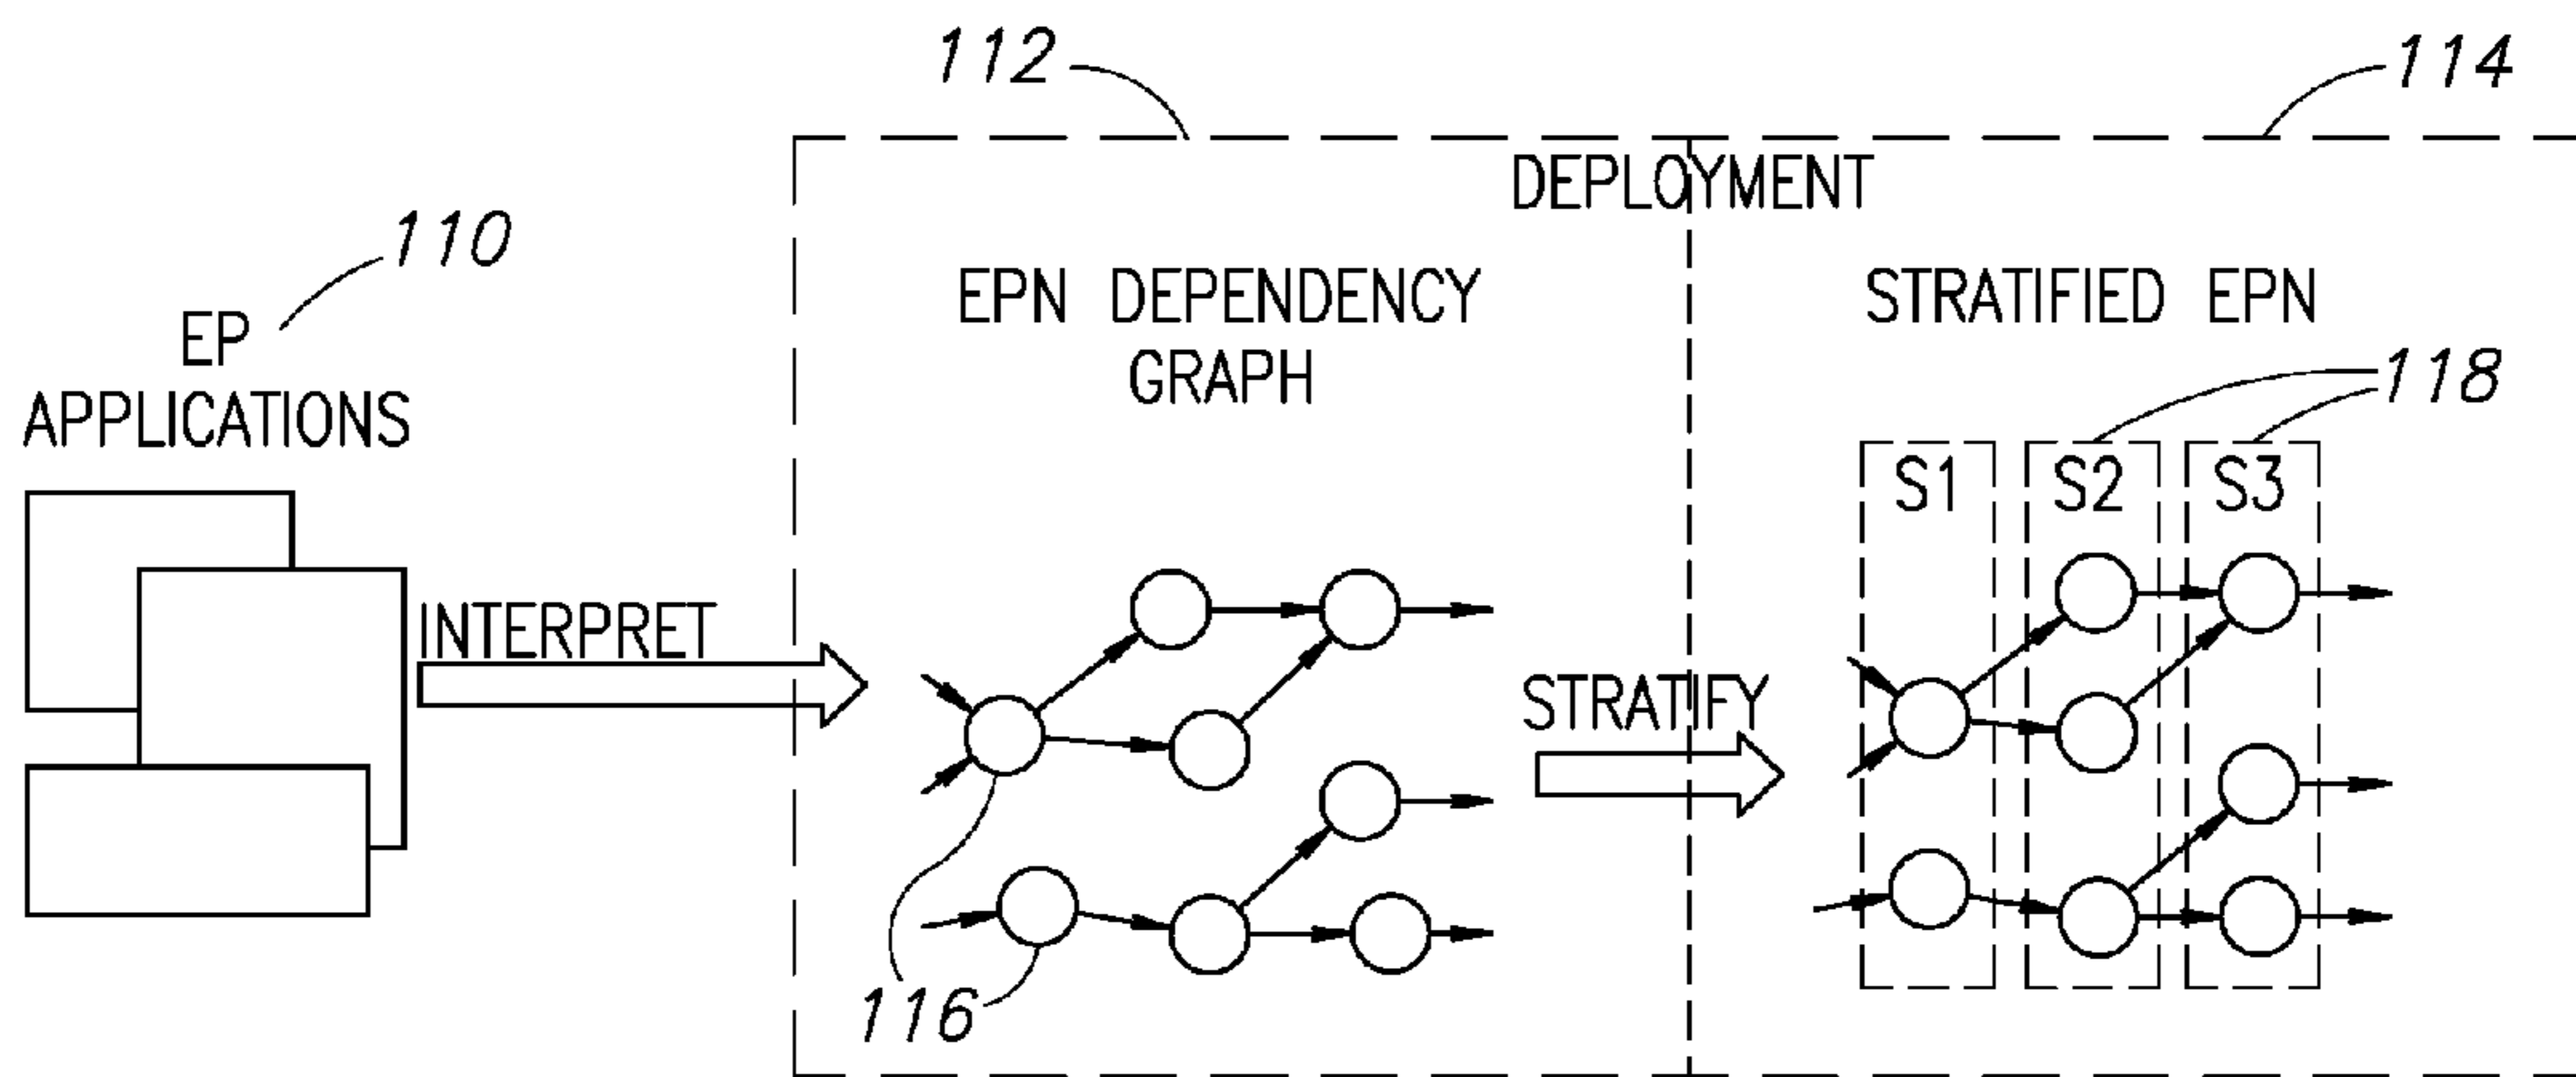 112
114
DEPLOYMENT
110
EP
APPLICATIONS
EPN DEPENDENCY
GRAPH
STRATIFIED EPN
118
S1 S2 S3
INTERPRET
STRATIFY
116